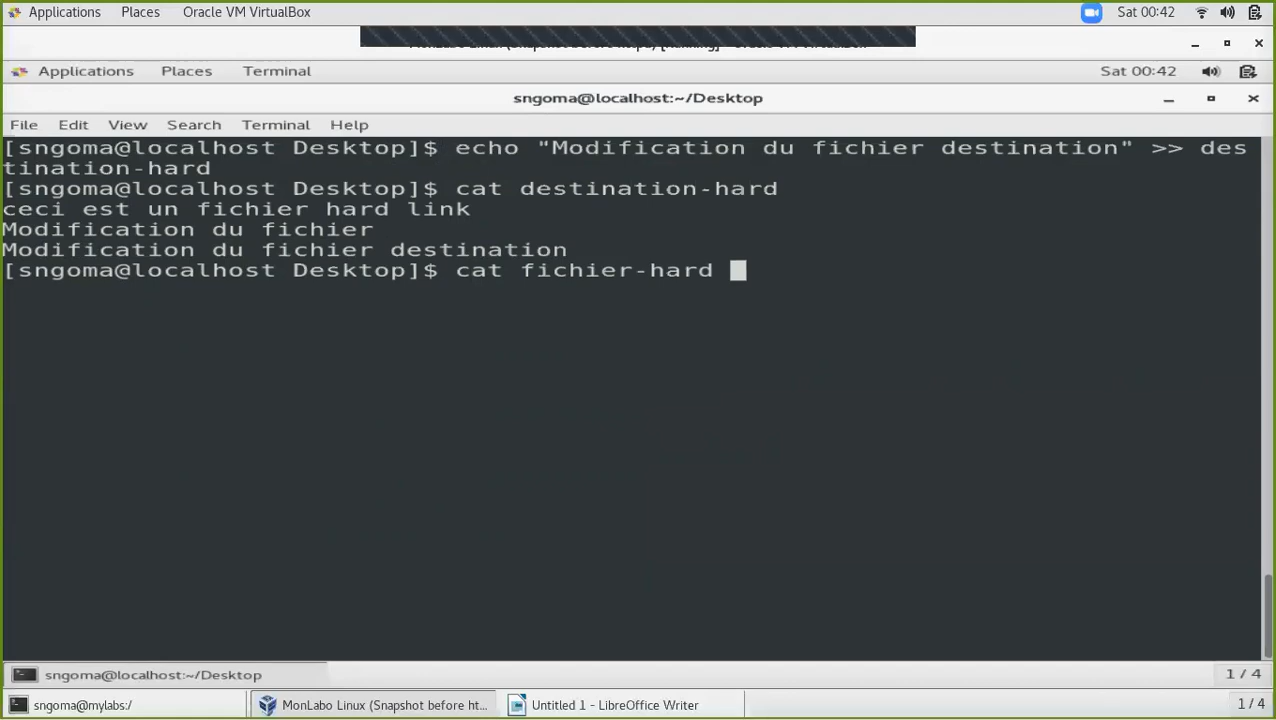 Applications Places Oracle VM VirtualBox Sat 00:42
Applications Places Terminal Sat 00:42
sngoma@localhost:~/Desktop
File Edit View Search Terminal Help
[sngoma@localhost Desktop]$ echo "Modification du fichier destination" >> des
tination-hard
[sngoma@localhost Desktop]$ cat destination-hard
ceci est un fichier hard link
Modification du fichier
Modification du fichier destination
[sngoma@localhost Desktop]$ cat fichier-hard
sngoma@localhost:~/Desktop 1 / 4
sngoma@mylabs:/ MonLabo Linux (Snapshot before ht... Untitled 1 - LibreOffice Writer 1 / 4